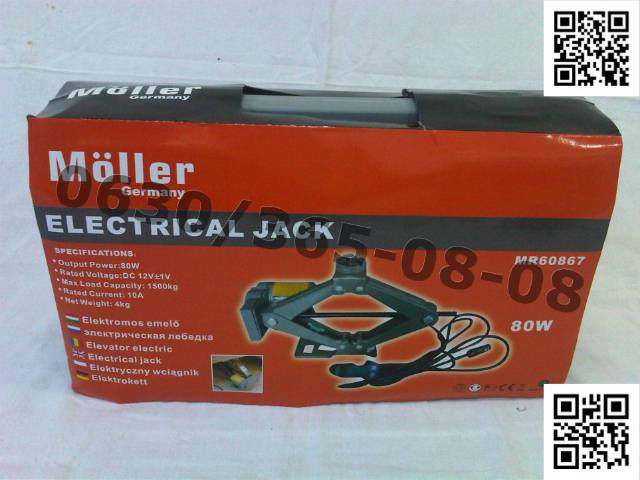 Möller
Germany
Möller
Germany
0630/365-08-08
ELECTRICAL JACK
SPECIFICATIONS:
• Output Power:80W
• Rated Voltage:DC 12V±1V
• Max Load Capacity: 1500kg
• Rated Current: 10A
• Net Weight: 4kg
MR60867
80W
Elektromos emelő
электрическая лебедка
Elevator electric
Electrical jack
Elektryczny wciągnik
Elaktrokett